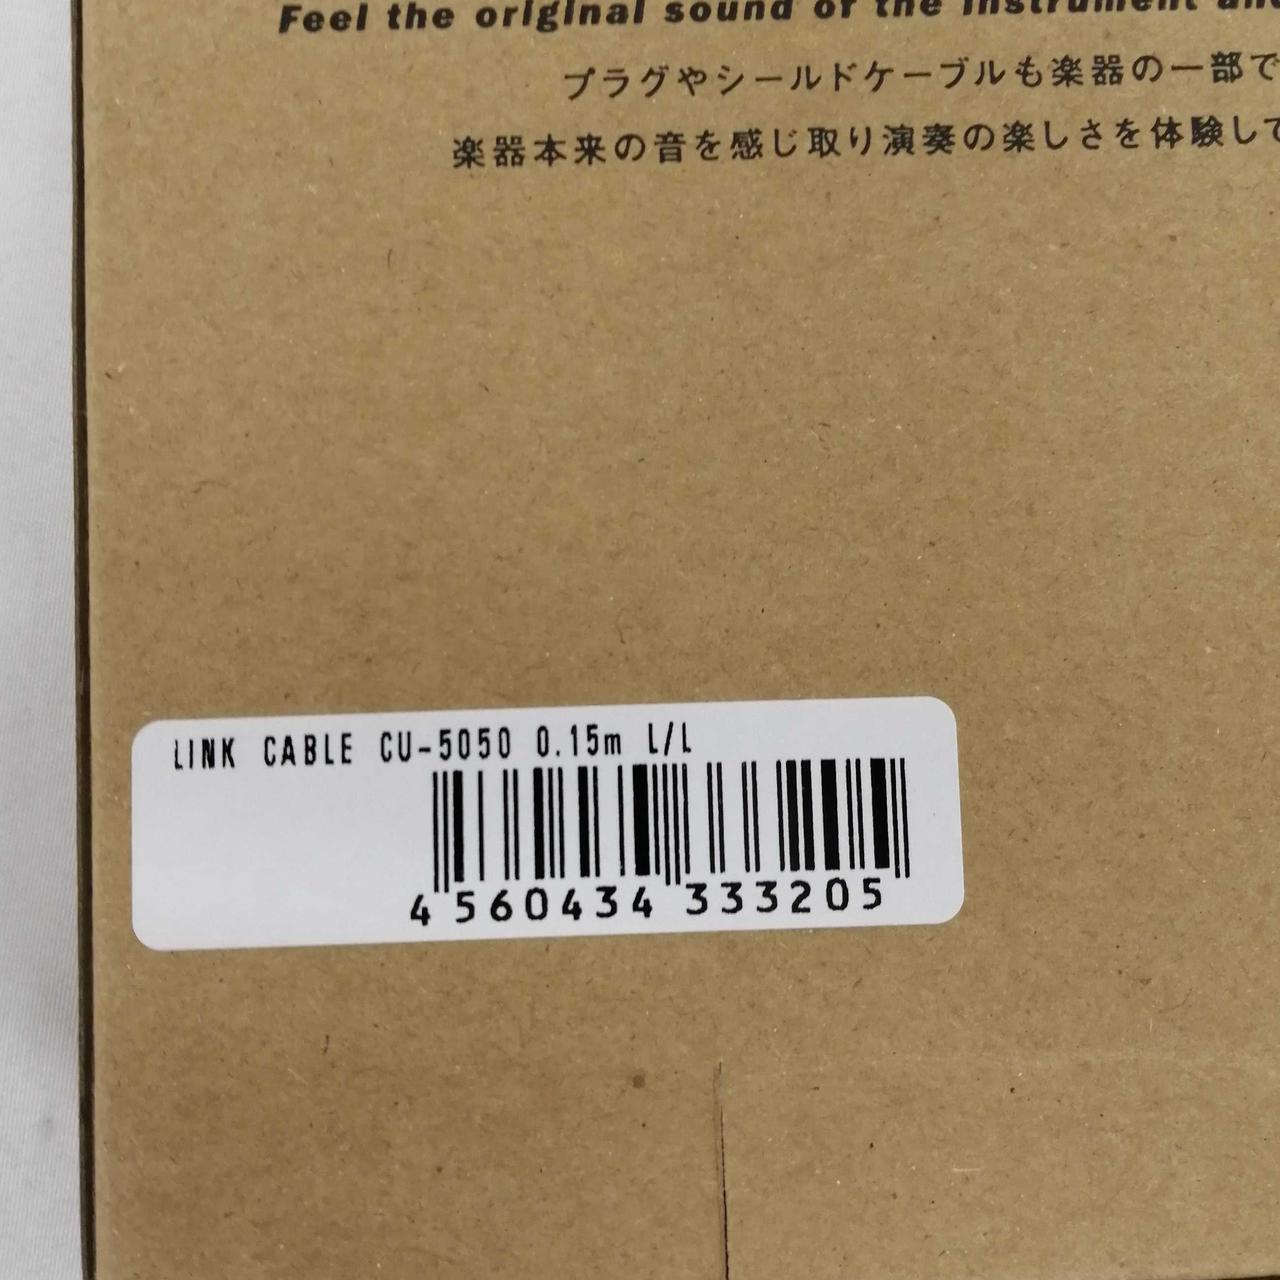 Feel the original sound of the instrument and
プラグやシールドケーブルも楽器の一部で
楽器本来の音を感じ取り演奏の楽しさを体験して
LINK CABLE CU-5050 0.15m L/L
4 560434 333205